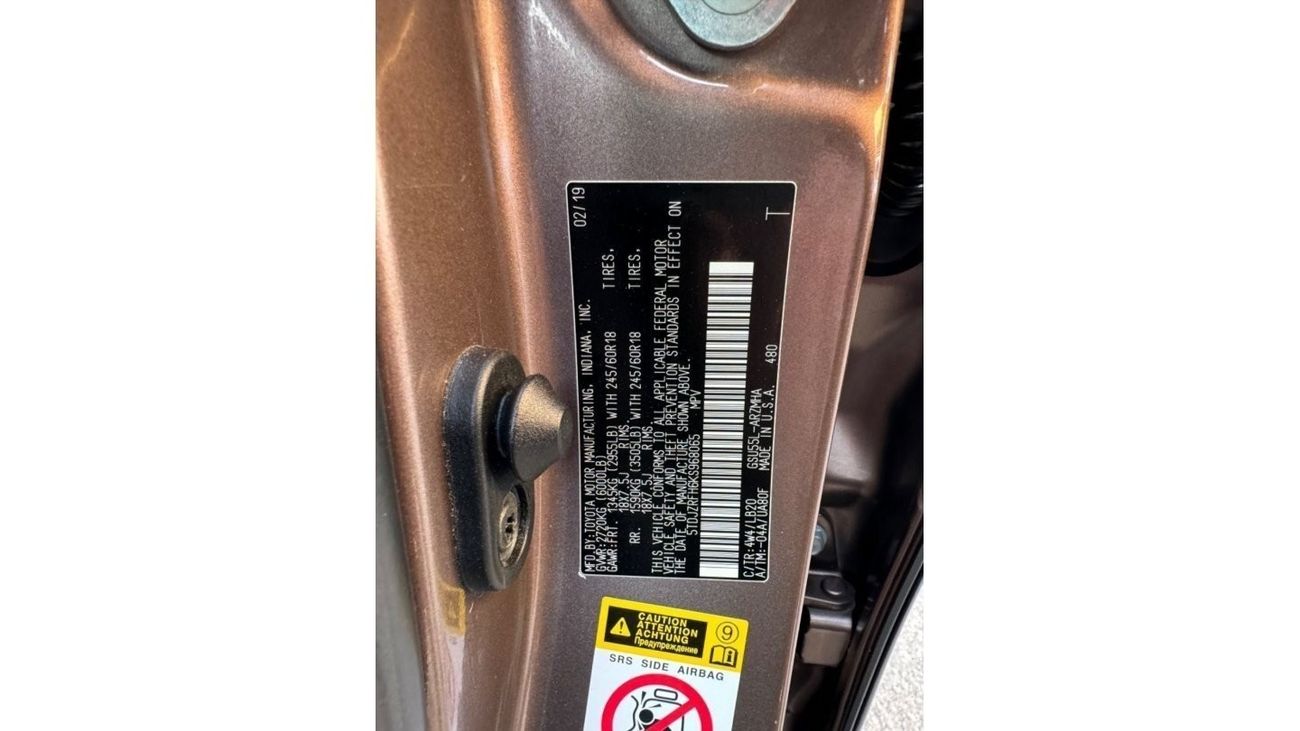 MFD.BY:TOYOTA MOTOR MANUFACTURING, INDIANA, INC. 02/19
GVWR:2720KG(6000LB)
GAWR:FRT. 1345KG (2955LB) WITH 245/60R18 TIRES,
18X7.5J RIMS.
RR. 1590KG (3505LB) WITH 245/60R18 TIRES,
18X7.5J RIMS.
THIS VEHICLE CONFORMS TO ALL APPLICABLE FEDERAL MOTOR
VEHICLE SAFETY AND THEFT PREVENTION STANDARDS IN EFFECT ON
THE DATE OF MANUFACTURE SHOWN ABOVE.
5TDJZRFH6KS968065 MPV
C/TR:4W4/LB20 GSU55L-ARZMHA
A/TM:-04A/UA80F MADE IN U.S.A. 480
T
CAUTION
ATTENTION
ACHTUNG
Предупреждение
9
SRS SIDE AIRBAG